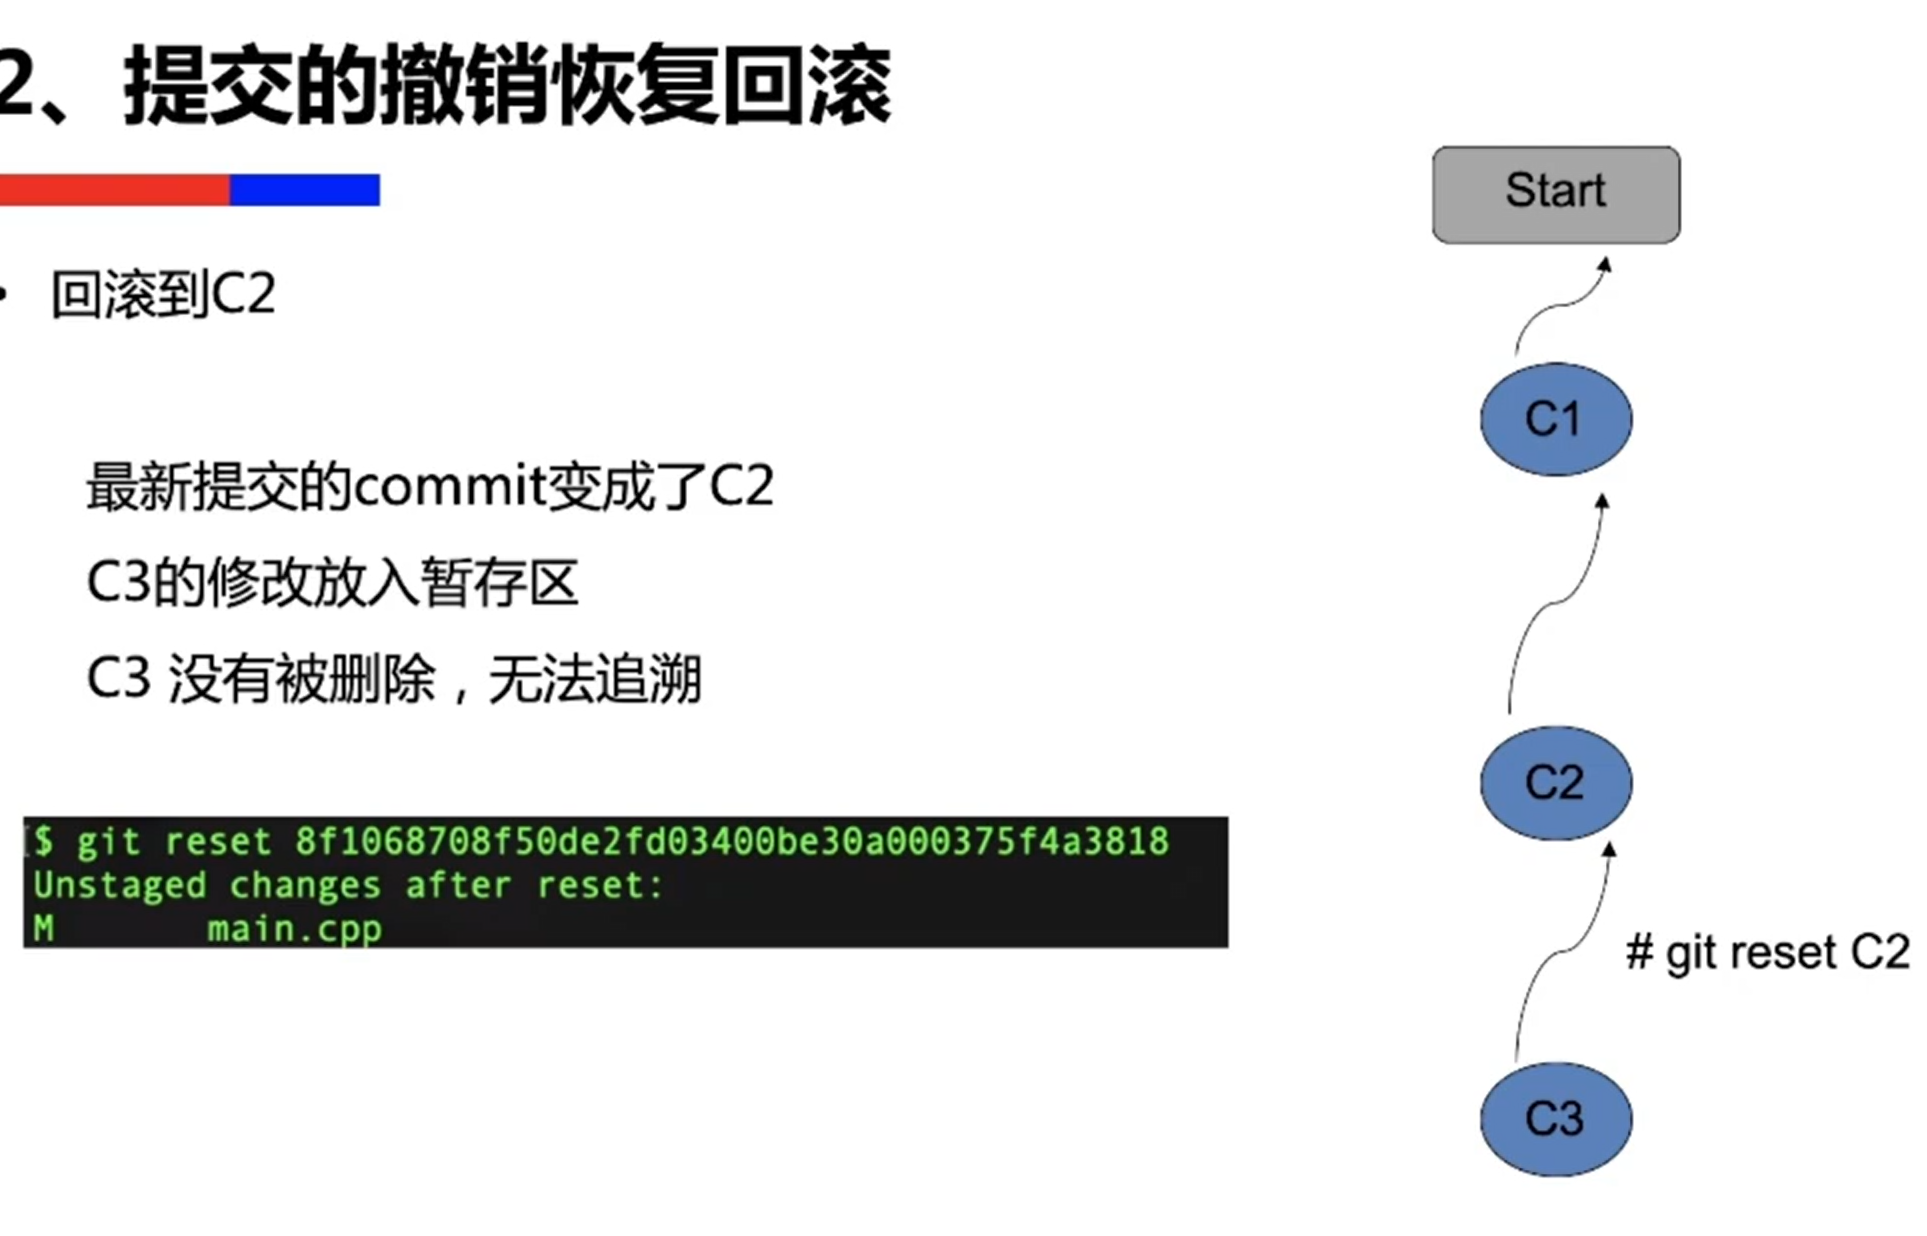 2、提交的撤销恢复回滚
• 回滚到C2
最新提交的commit变成了C2
C3的修改放入暂存区
C3 没有被删除，无法追溯
$ git reset 8f1068708f50de2fd03400be30a000375f4a3818
Unstaged changes after reset:
M main.cpp
Start
C1
C2
# git reset C2
C3